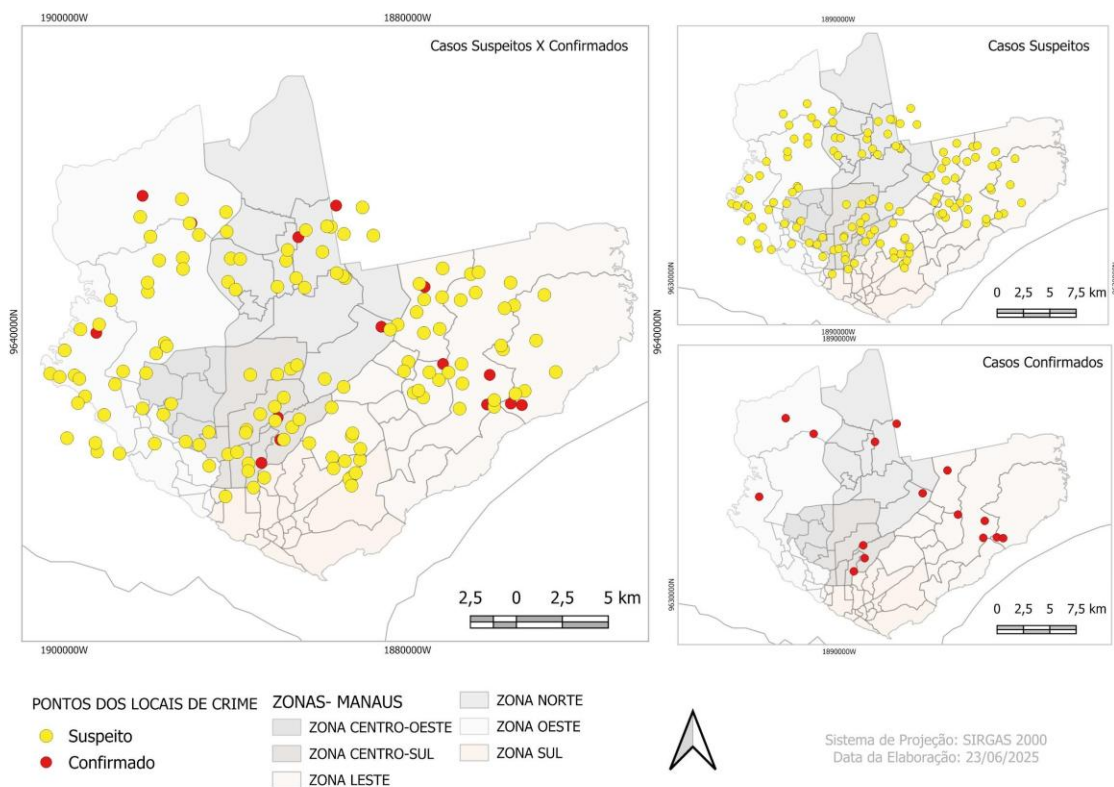 1900000W
1880000W
Casos Suspeitos X Confirmados
9640000N
9640000N
2,5 0 2,5 5 km
1900000W
1880000W
1890000W
Casos Suspeitos
9630000N
0 2,5 5 7,5 km
1890000W
1890000W
Casos Confirmados
9630000N
0 2,5 5 7,5 km
1890000W
PONTOS DOS LOCAIS DE CRIME
Suspeito
Confirmado
ZONAS- MANAUS
ZONA CENTRO-OESTE
ZONA CENTRO-SUL
ZONA LESTE
ZONA NORTE
ZONA OESTE
ZONA SUL
Sistema de Projeção: SIRGAS 2000
Data da Elaboração: 23/06/2025